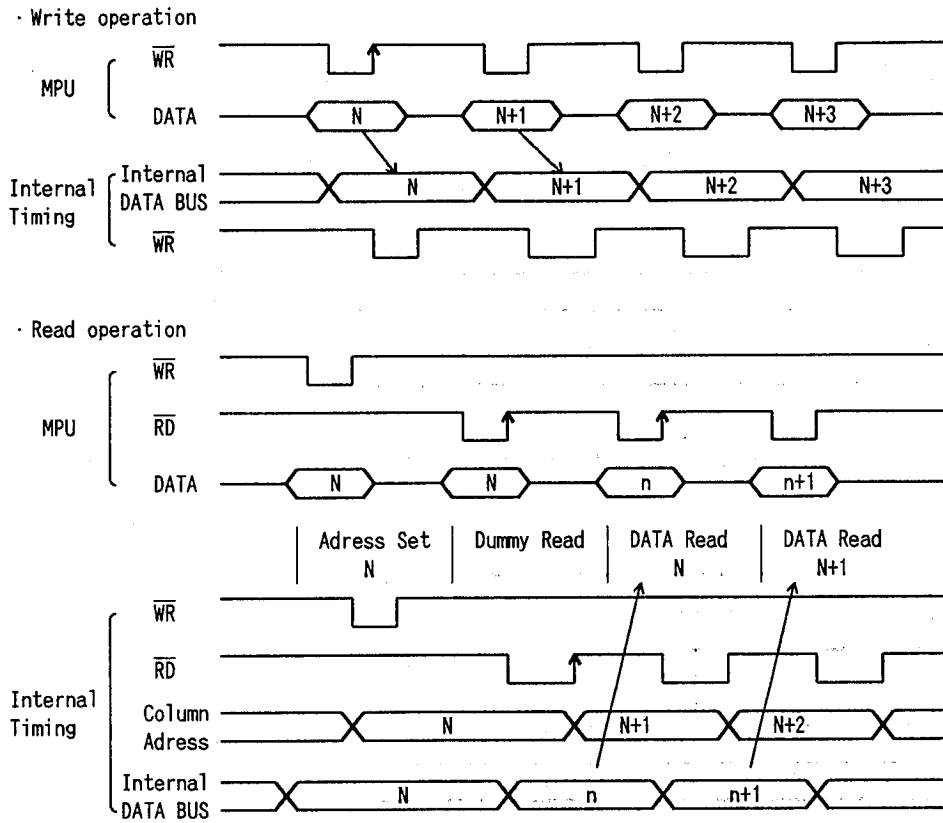 · Write operation
WR
MPU
DATA N N+1 N+2 N+3
Internal Internal
Timing DATA BUS N N+1 N+2 N+3
WR
· Read operation
WR
MPU RD
DATA N N n n+1
Adress Set Dummy Read DATA Read DATA Read
N N N+1
WR
RD
Internal
Timing Column
Adress N N+1 N+2
Internal
DATA BUS N n n+1